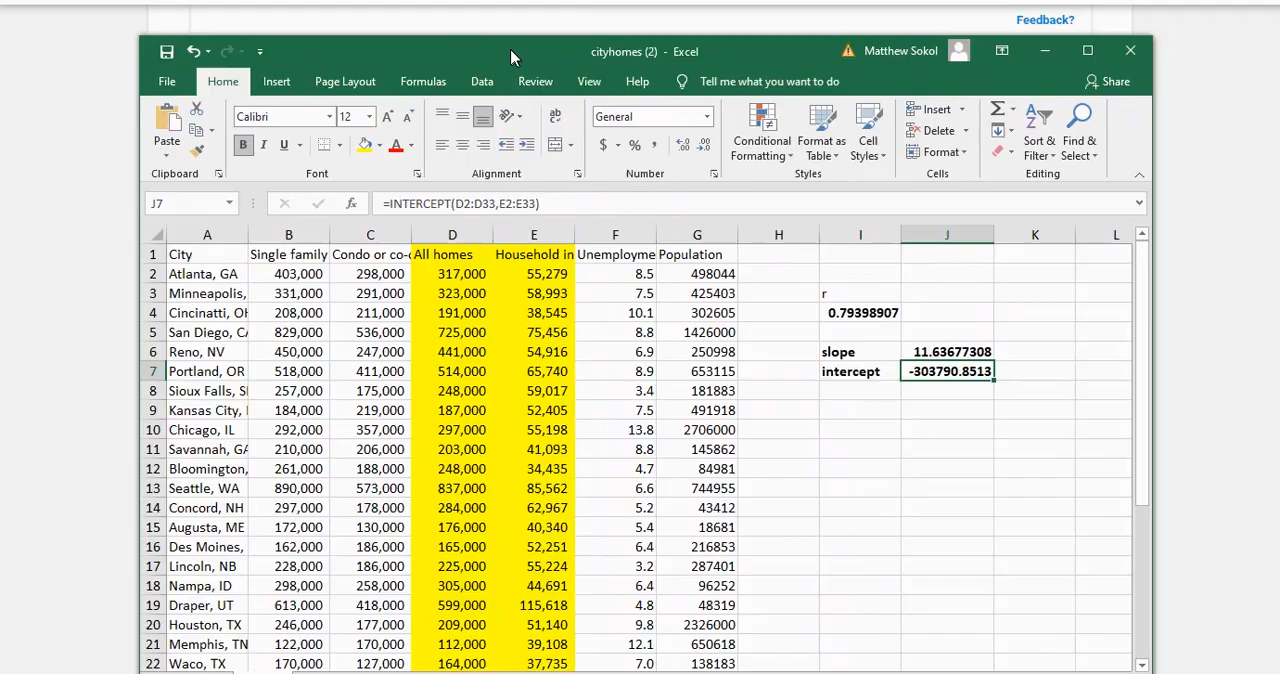 Feedback?
cityhomes (2) - Excel
Matthew Sokol
File Home Insert Page Layout Formulas Data Review View Help Tell me what you want to do Share
Paste
Calibri 12
General
Conditional Formatting
Format as Table
Cell Styles
Insert
Delete
Format
Sort & Filter
Find & Select
Clipboard Font Alignment Number Styles Cells Editing
J7 fx =INTERCEPT(D2:D33,E2:E33)
A B C D E F G H I J K L
1 City Single family Condo or co- All homes Household in Unemployme Population
2 Atlanta, GA 403,000 298,000 317,000 55,279 8.5 498044
3 Minneapolis, 331,000 291,000 323,000 58,993 7.5 425403 r
4 Cincinatti, OH 208,000 211,000 191,000 38,545 10.1 302605 0.79398907
5 San Diego, CA 829,000 536,000 725,000 75,456 8.8 1426000
6 Reno, NV 450,000 247,000 441,000 54,916 6.9 250998 slope 11.63677308
7 Portland, OR 518,000 411,000 514,000 65,740 8.9 653115 intercept -303790.8513
8 Sioux Falls, S 257,000 175,000 248,000 59,017 3.4 181883
9 Kansas City, 184,000 219,000 187,000 52,405 7.5 491918
10 Chicago, IL 292,000 357,000 297,000 55,198 13.8 2706000
11 Savannah, GA 210,000 206,000 203,000 41,093 8.8 145862
12 Bloomington, 261,000 188,000 248,000 34,435 4.7 84981
13 Seattle, WA 890,000 573,000 837,000 85,562 6.6 744955
14 Concord, NH 297,000 178,000 284,000 62,967 5.2 43412
15 Augusta, ME 172,000 130,000 176,000 40,340 5.4 18681
16 Des Moines, 162,000 186,000 165,000 52,251 6.4 216853
17 Lincoln, NB 228,000 186,000 225,000 55,224 3.2 287401
18 Nampa, ID 298,000 258,000 305,000 44,691 6.4 96252
19 Draper, UT 613,000 418,000 599,000 115,618 4.8 48319
20 Houston, TX 246,000 177,000 209,000 51,140 9.8 2326000
21 Memphis, TN 122,000 170,000 112,000 39,108 12.1 650618
22 Waco, TX 170,000 127,000 164,000 37,735 7.0 138183